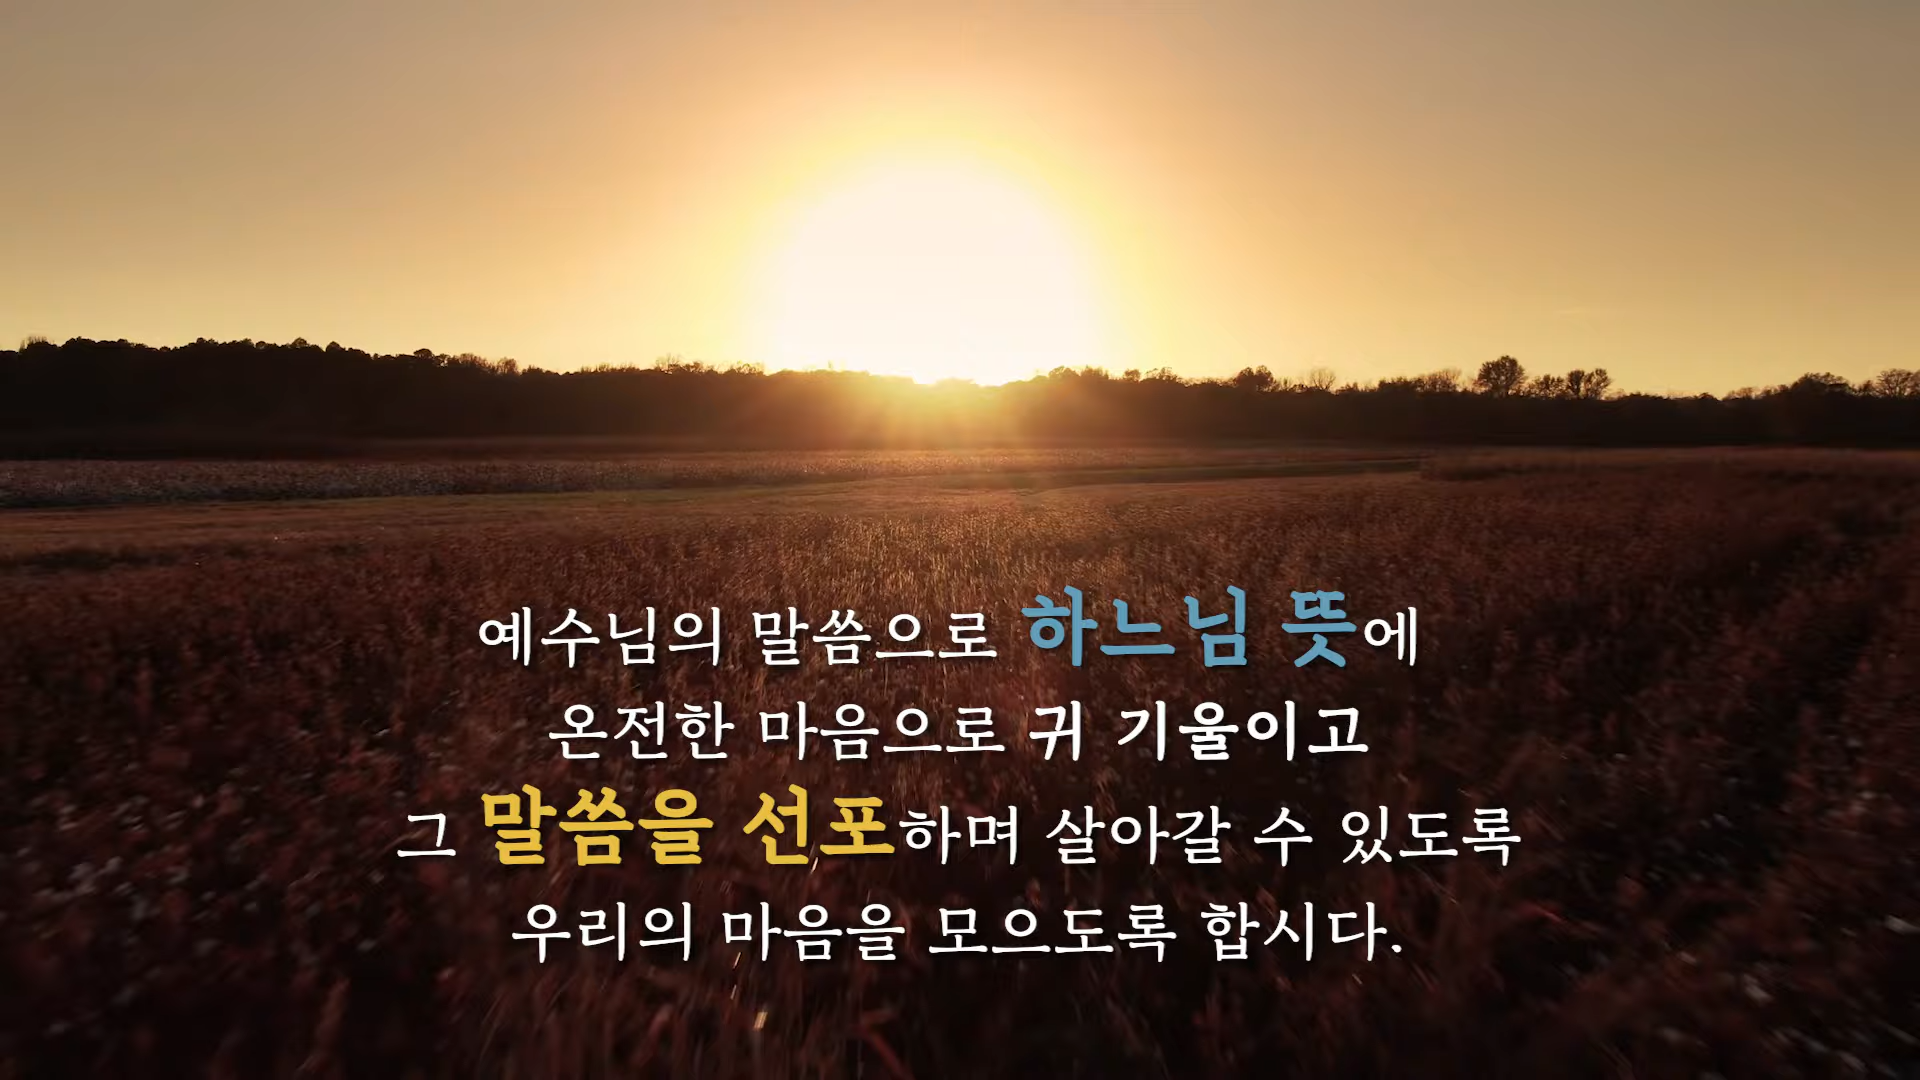 예수님의 말씀으로 하느님 뜻에
온전한 마음으로 귀 기울이고
그 말씀을 선포하며 살아갈 수 있도록
우리의 마음을 모으도록 합시다.